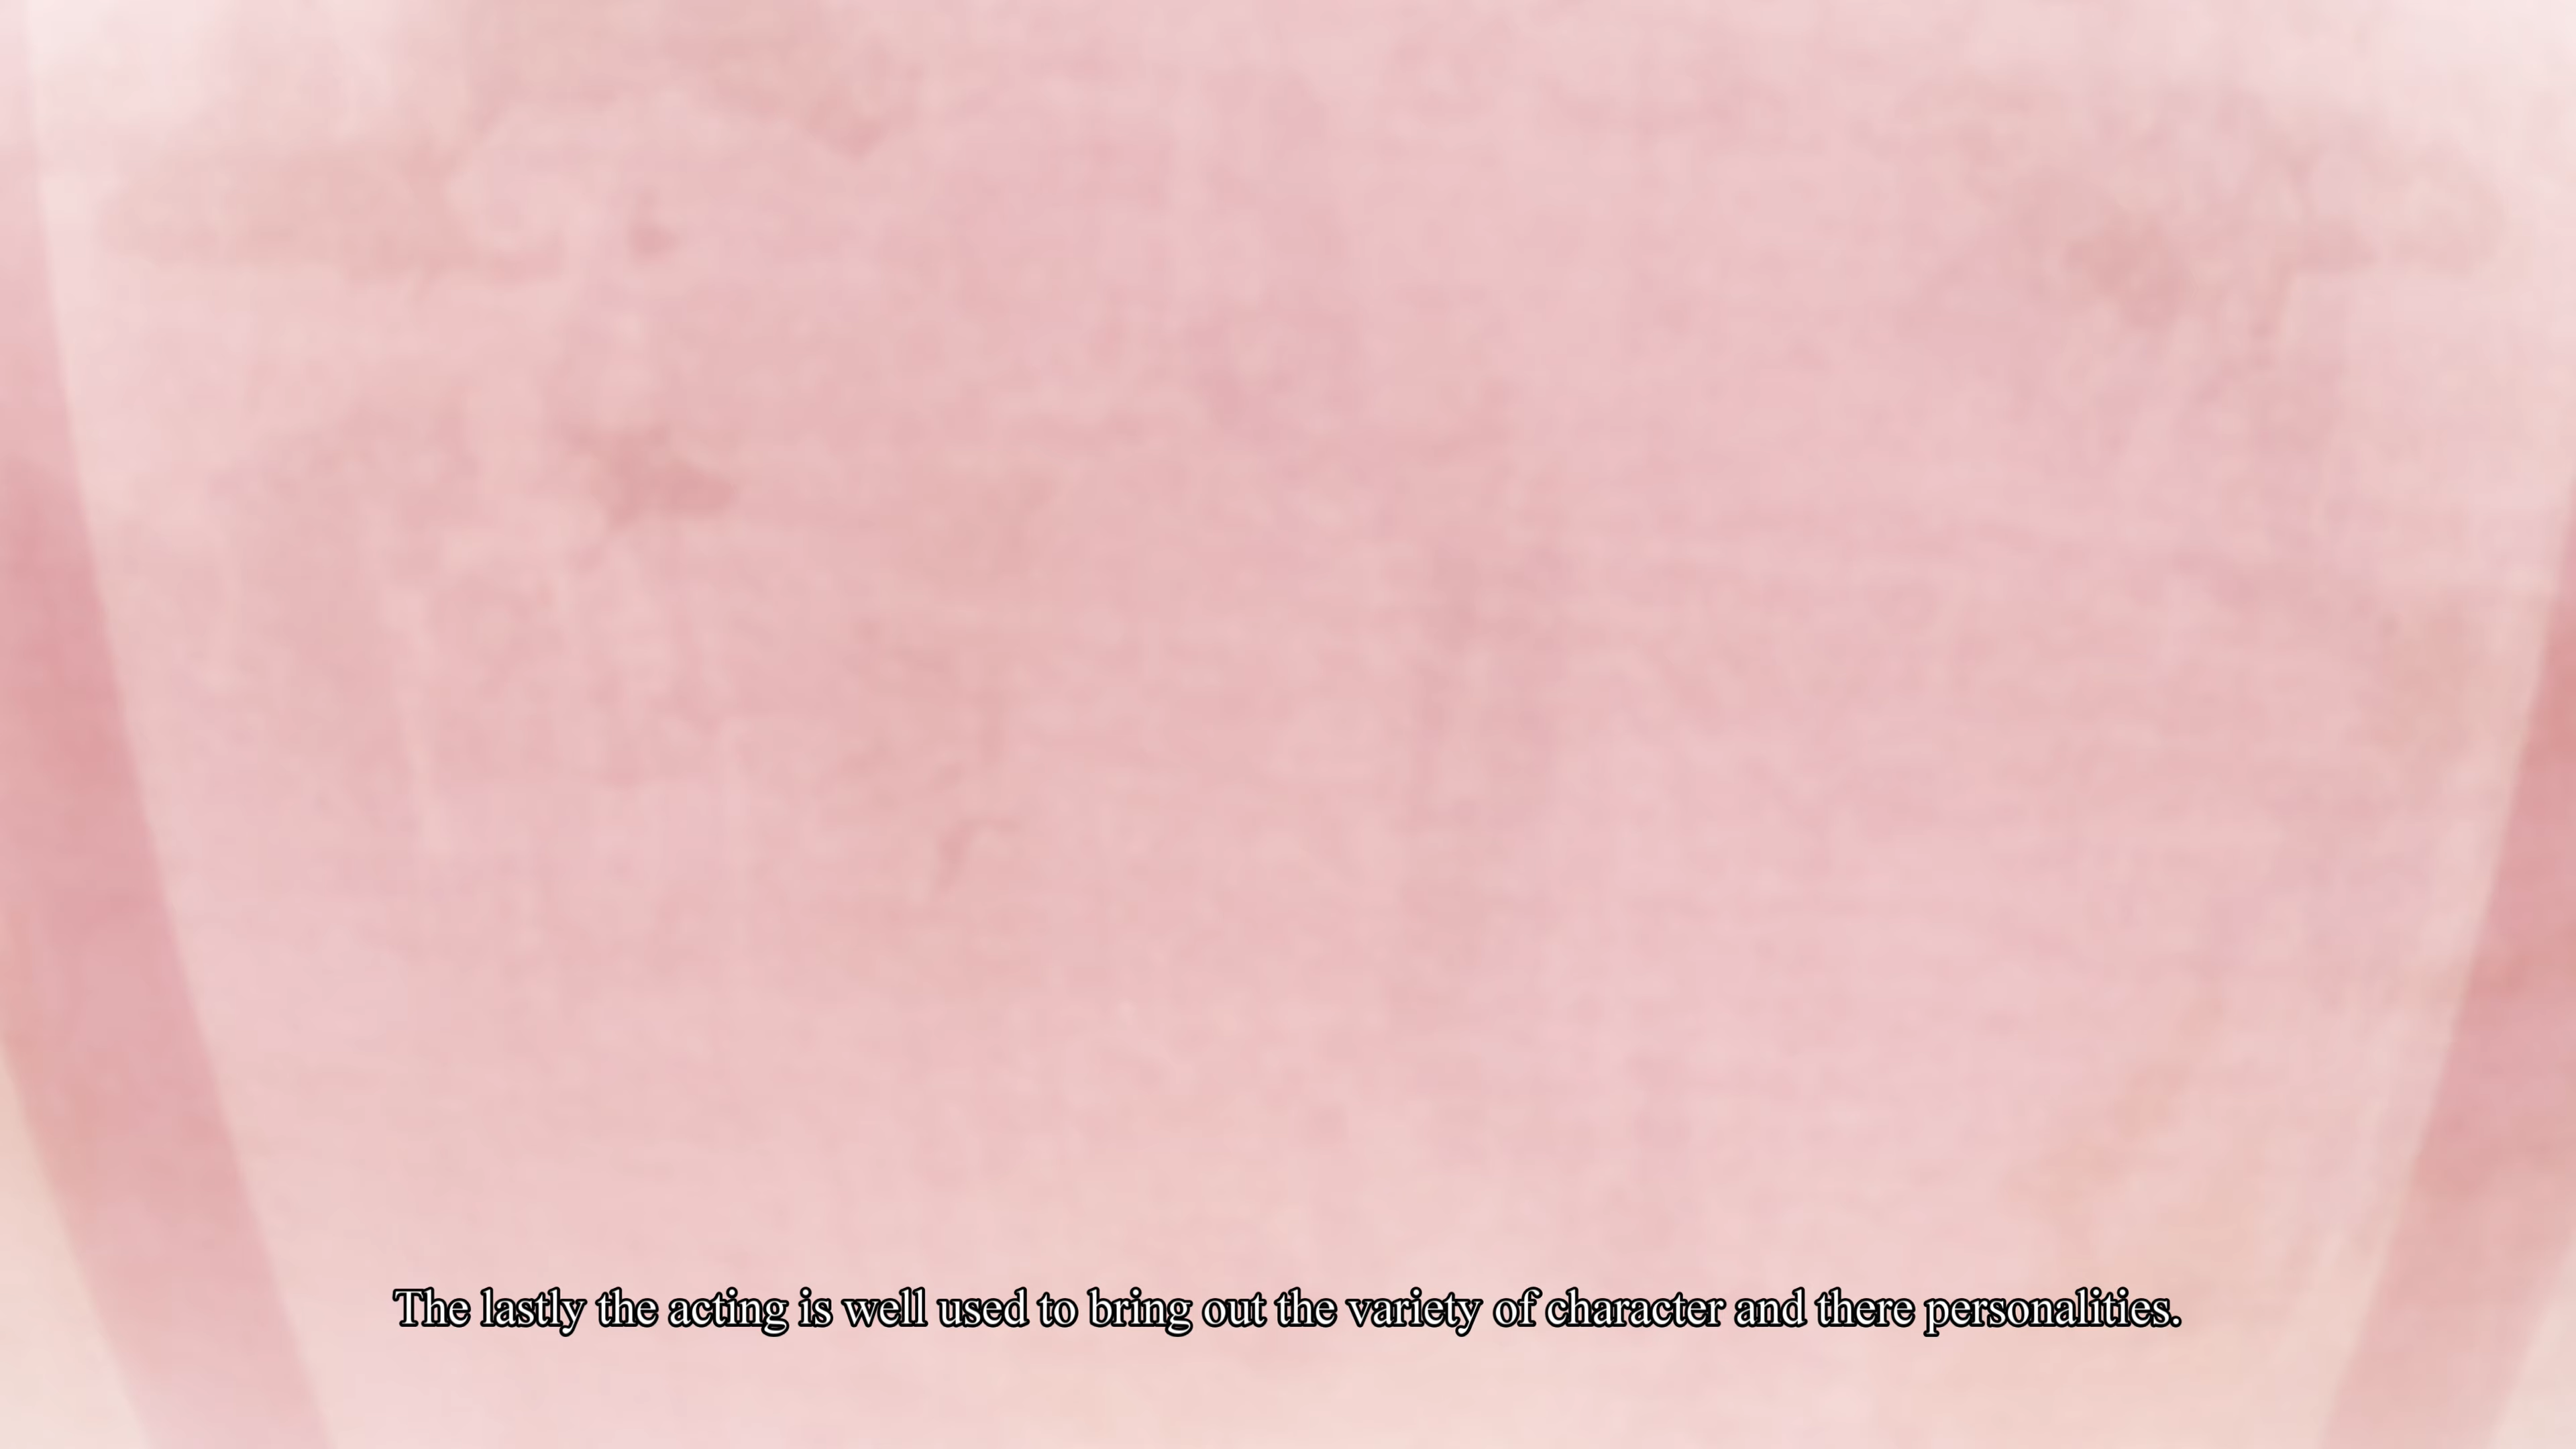 The lastly the acting is well used to bring out the variety of character and there personalities.